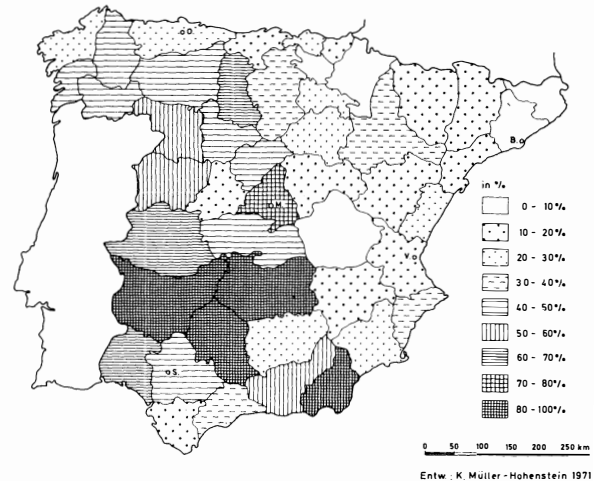 o O.
B. o
o M.
V. o
o S.
in %
0 - 10 %
10 - 20 %
20 - 30 %
30 - 40 %
40 - 50 %
50 - 60 %
60 - 70 %
70 - 80 %
80 - 100 %
0 50 100 150 200 250 km
Entw.: K. Müller - Hohenstein 1971